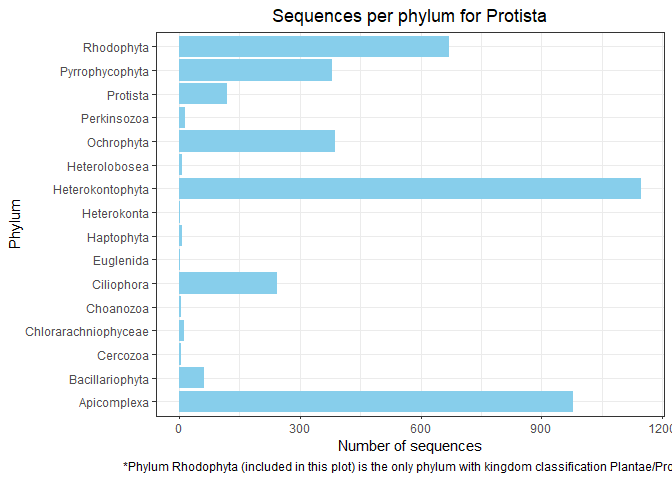 Sequences per phylum for Protista
Phylum
Rhodophyta
Pyrrophycophyta
Protista
Perkinsozoa
Ochrophyta
Heterolobosea
Heterokontophyta
Heterokonta
Haptophyta
Euglenida
Ciliophora
Choanozoa
Chlorarachniophyceae
Cercozoa
Bacillariophyta
Apicomplexa
0 300 600 900 1200
Number of sequences
*Phylum Rhodophyta (included in this plot) is the only phylum with kingdom classification Plantae/Pro